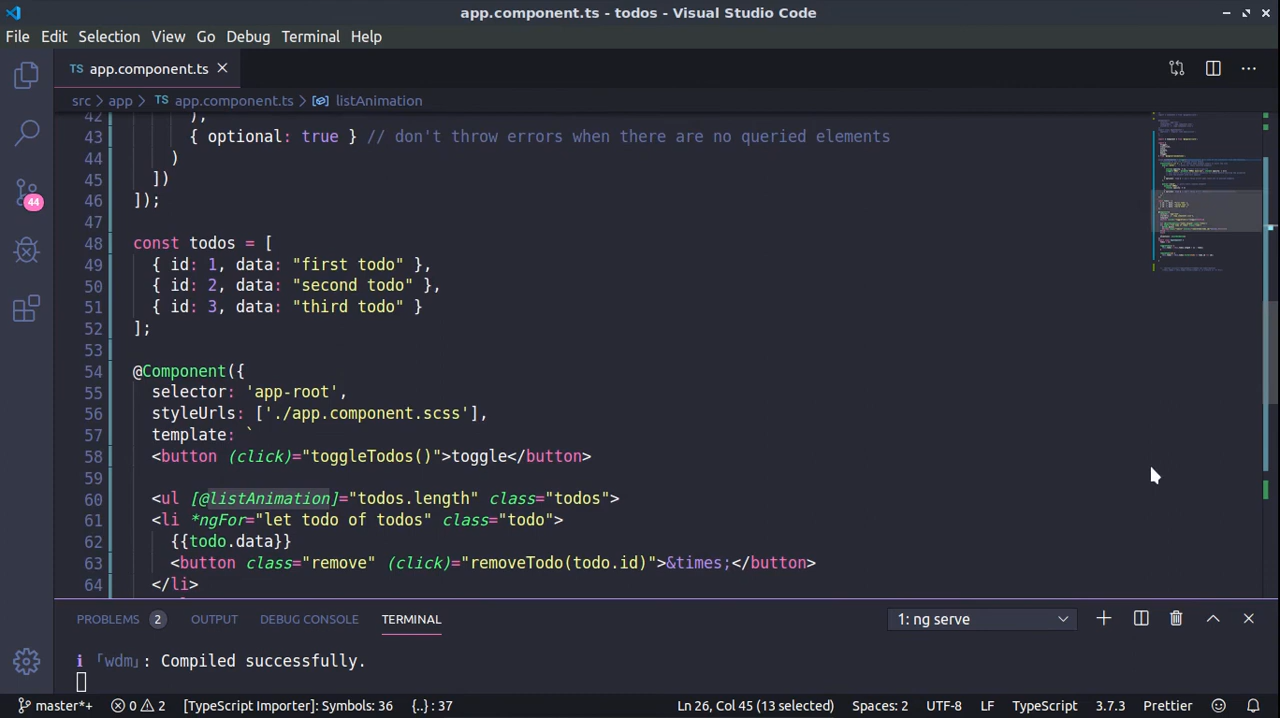 app.component.ts - todos - Visual Studio Code
File Edit Selection View Go Debug Terminal Help
TS app.component.ts
src > app > TS app.component.ts > listAnimation
42 ),
43 { optional: true } // don't throw errors when there are no queried elements
44 )
45 ])
46 ]);
47
48 const todos = [
49 { id: 1, data: "first todo" },
50 { id: 2, data: "second todo" },
51 { id: 3, data: "third todo" }
52 ];
53
54 @Component({
55 selector: 'app-root',
56 styleUrls: ['./app.component.scss'],
57 template: `
58 <button (click)="toggleTodos()">toggle</button>
59
60 <ul [@listAnimation]="todos.length" class="todos">
61 <li *ngFor="let todo of todos" class="todo">
62 {{todo.data}}
63 <button class="remove" (click)="removeTodo(todo.id)">&times;</button>
64 </li>
44
PROBLEMS 2 OUTPUT DEBUG CONSOLE TERMINAL 1: ng serve
ℹ 「wdm」: Compiled successfully.
master*+ 0 2 [TypeScript Importer]: Symbols: 36 {..} : 37 Ln 26, Col 45 (13 selected) Spaces: 2 UTF-8 LF TypeScript 3.7.3 Prettier